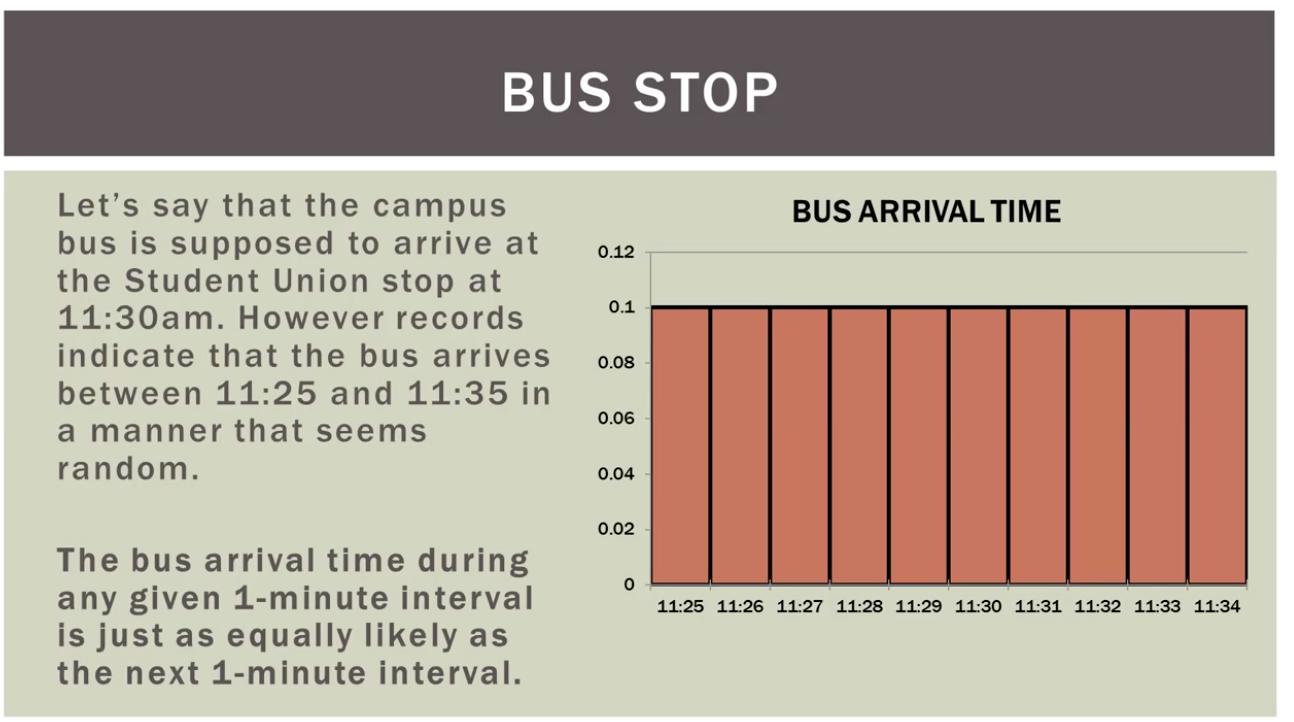 BUS STOP
Let's say that the campus
bus is supposed to arrive at
the Student Union stop at
11:30am. However records
indicate that the bus arrives
between 11:25 and 11:35 in
a manner that seems
random.
The bus arrival time during
any given 1-minute interval
is just as equally likely as
the next 1-minute interval.
BUS ARRIVAL TIME
0.12
0.1
0.08
0.06
0.04
0.02
0
11:25 11:26 11:27 11:28 11:29 11:30 11:31 11:32 11:33 11:34